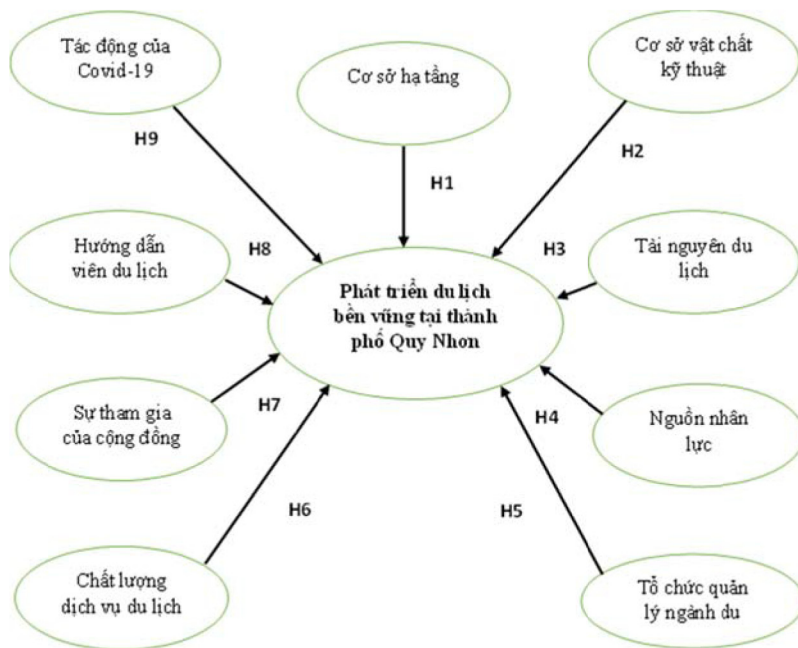 Tác động của
Covid-19
Cơ sở hạ tầng
Cơ sở vật chất
kỹ thuật
H9
H1
H2
Hướng dẫn
viên du lịch
H8
H3
Tài nguyên du
lịch
Phát triển du lịch
bền vững tại thành
phố Quy Nhơn
Sự tham gia
của cộng đồng
H7
H4
Nguồn nhân
lực
H6
H5
Chất lượng
dịch vụ du lịch
Tổ chức quản
lý ngành du